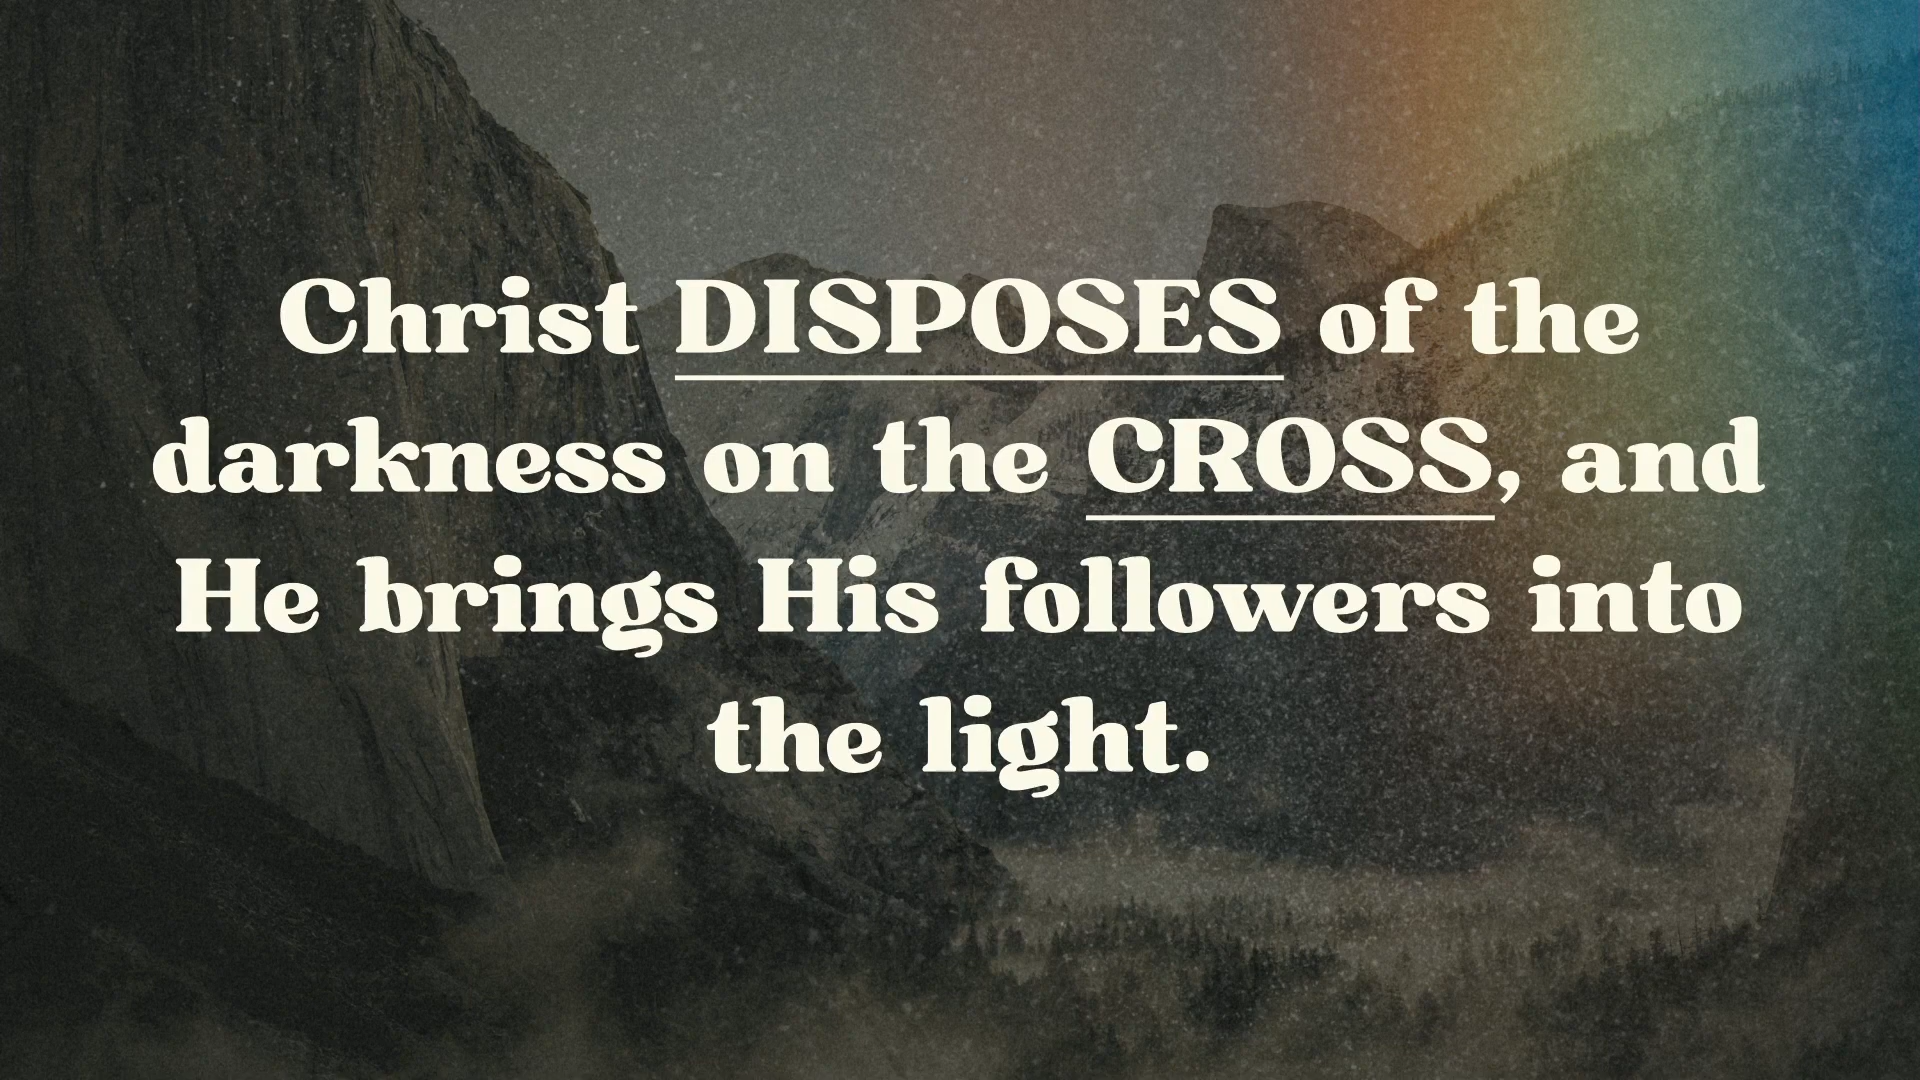 Christ DISPOSES of the
darkness on the CROSS, and
He brings His followers into
the light.